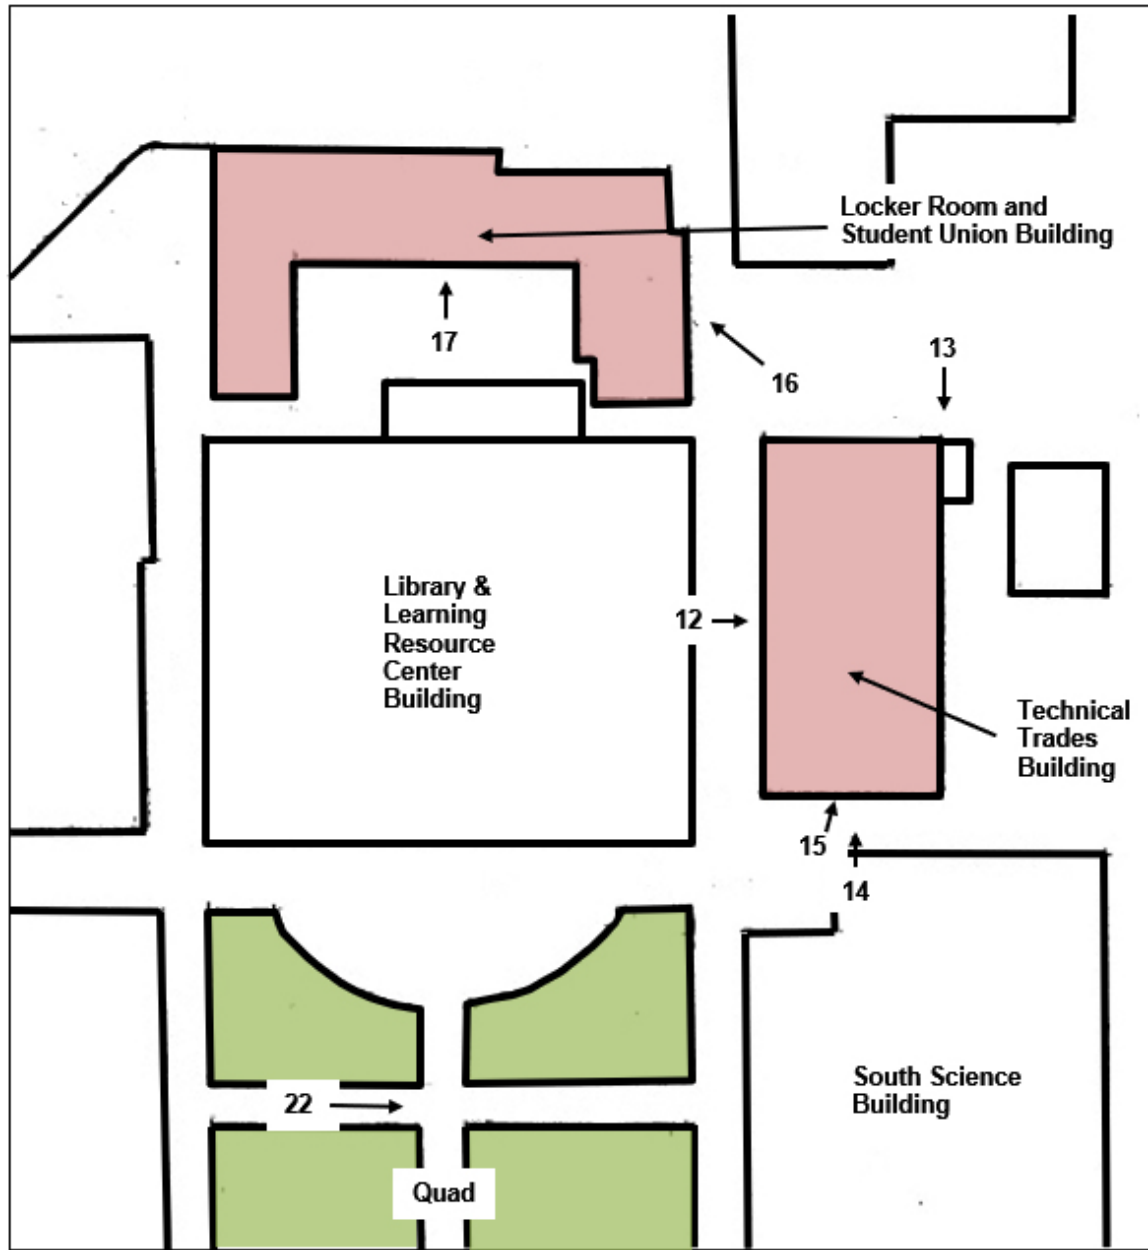 Locker Room and
Student Union Building
17
13
16
Library &
Learning
Resource
Center
Building
12
Technical
Trades
Building
15
14
South Science
Building
22
Quad